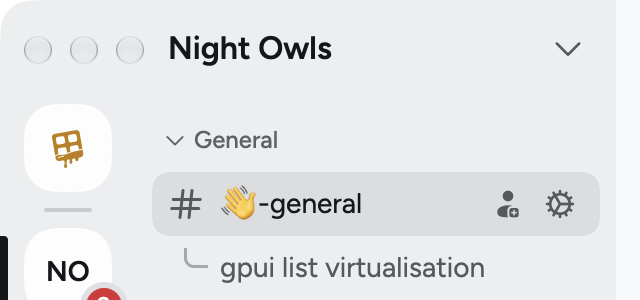 Night Owls
General
# 👋-general
gpui list virtualisation
NO